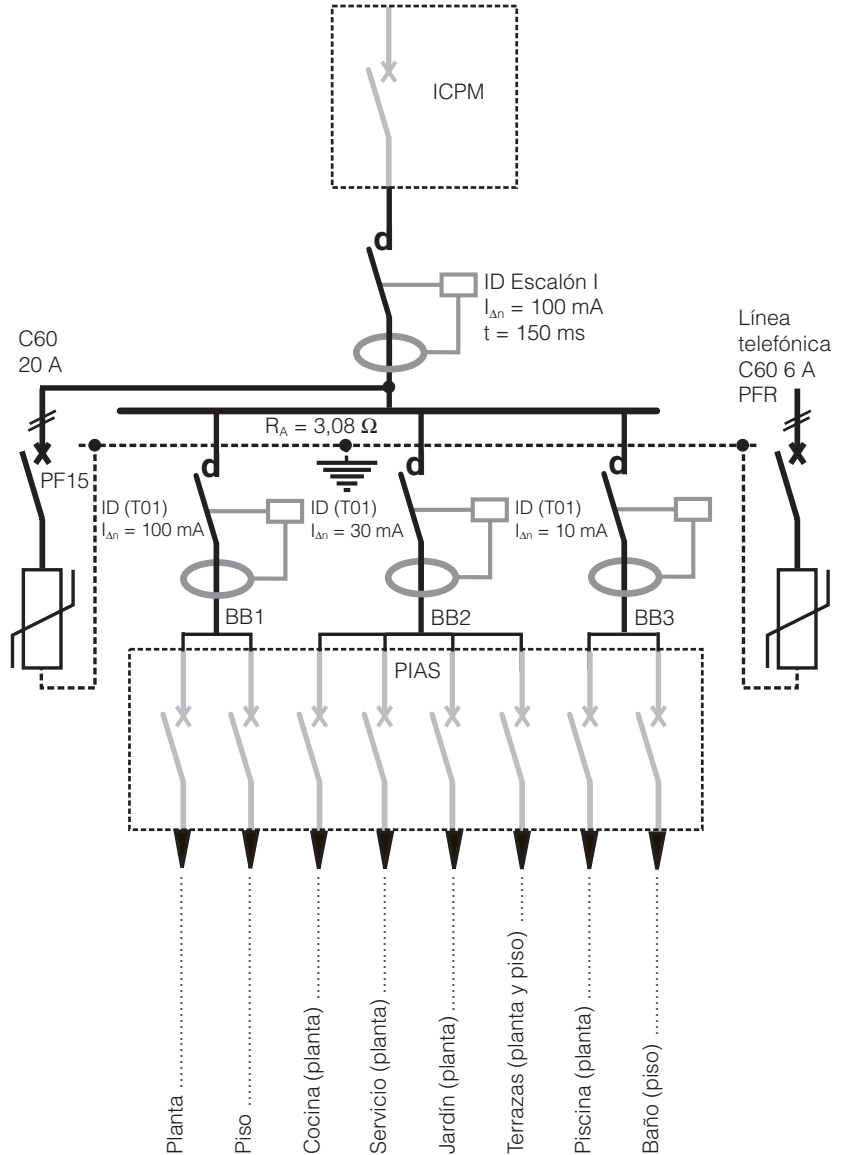 ICPM
ID Escalón I
IΔn = 100 mA
t = 150 ms
C60
20 A
Línea
telefónica
C60 6 A
PFR
RA = 3,08 Ω
PF15
ID (T01)
IΔn = 100 mA
ID (T01)
IΔn = 30 mA
ID (T01)
IΔn = 10 mA
BB1
BB2
BB3
PIAS
Planta
Piso
Cocina (planta)
Servicio (planta)
Jardín (planta)
Terrazas (planta y piso)
Piscina (planta)
Baño (piso)